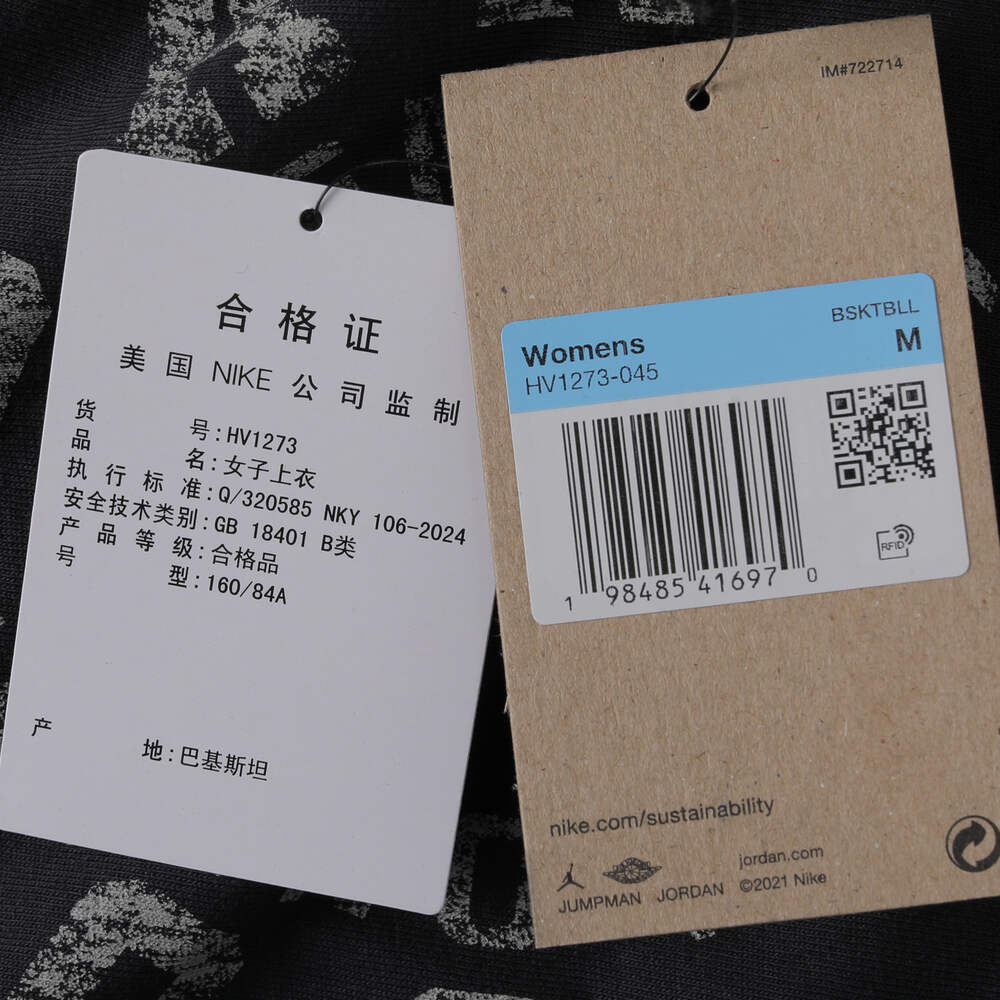 合格证
美国 NIKE 公司监制
货号:HV1273
品名:女子上衣
执行标准:Q/320585 NKY 106-2024
安全技术类别:GB 18401 B类
产品等级:合格品
号型:160/84A
产地:巴基斯坦
IM#722714
BSKTBLL
Womens M
HV1273-045
RFID
1 98485 41697 0
nike.com/sustainability
jordan.com
JUMPMAN JORDAN ©2021 Nike